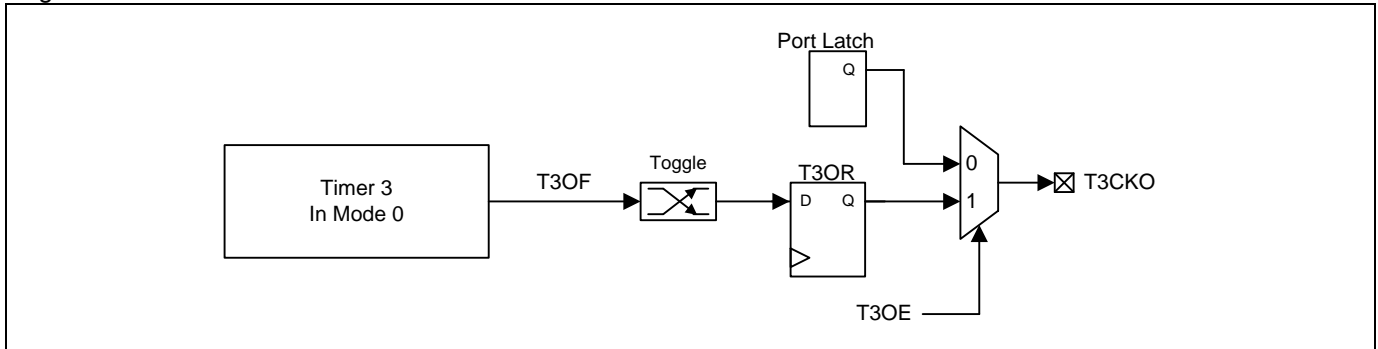 Port Latch
Q
Timer 3
In Mode 0
T3OF
Toggle
T3OR
D Q
0
1
T3CKO
T3OE